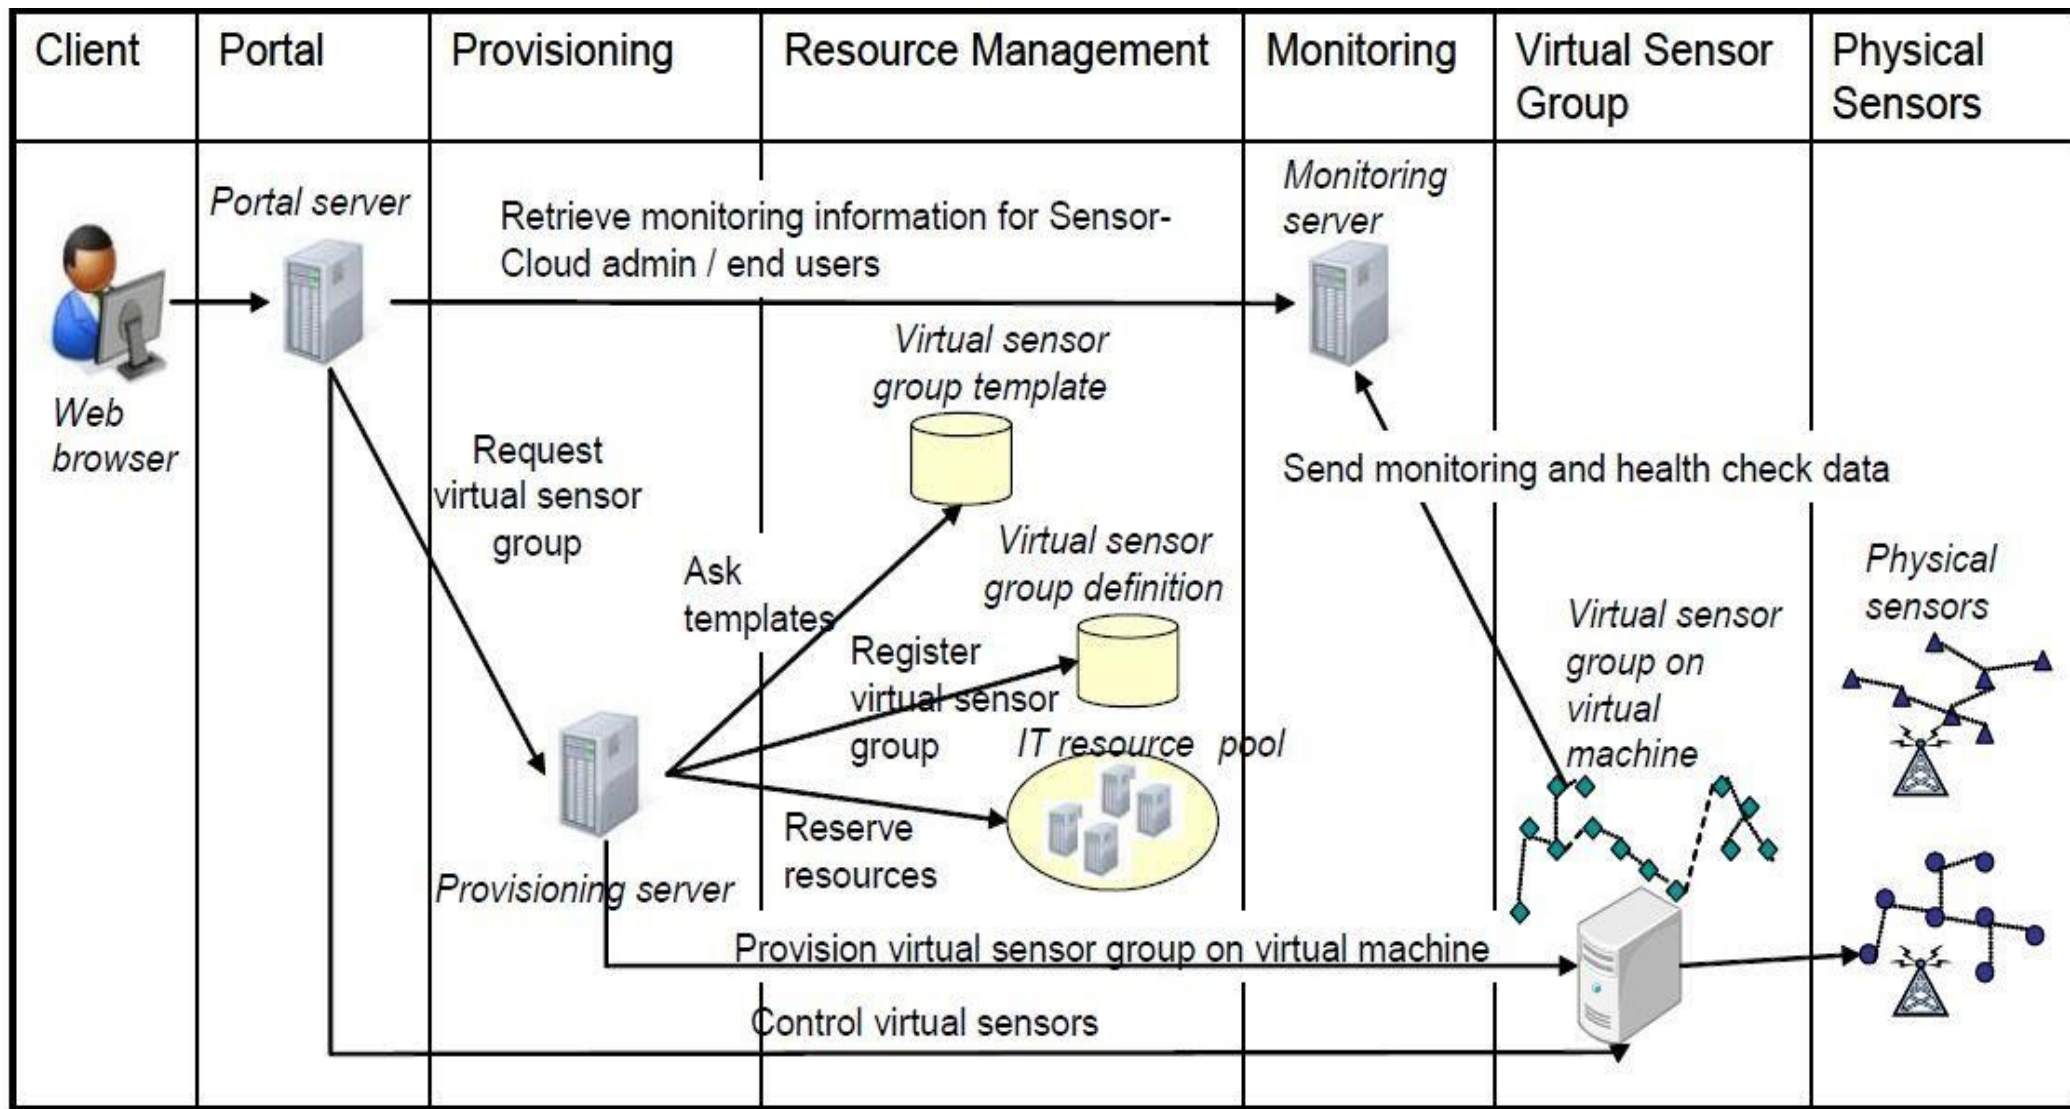 Client
Portal
Provisioning
Resource Management
Monitoring
Virtual Sensor
Group
Physical
Sensors
Portal server
Retrieve monitoring information for Sensor-
Cloud admin / end users
Monitoring
server
Web
browser
Virtual sensor
group template
Request
virtual sensor
group
Send monitoring and health check data
Ask
templates
Virtual sensor
group definition
Physical
sensors
Virtual sensor
group on
virtual
machine
Register
virtual sensor
group
IT resource pool
Reserve
resources
Provisioning server
Provision virtual sensor group on virtual machine
Control virtual sensors